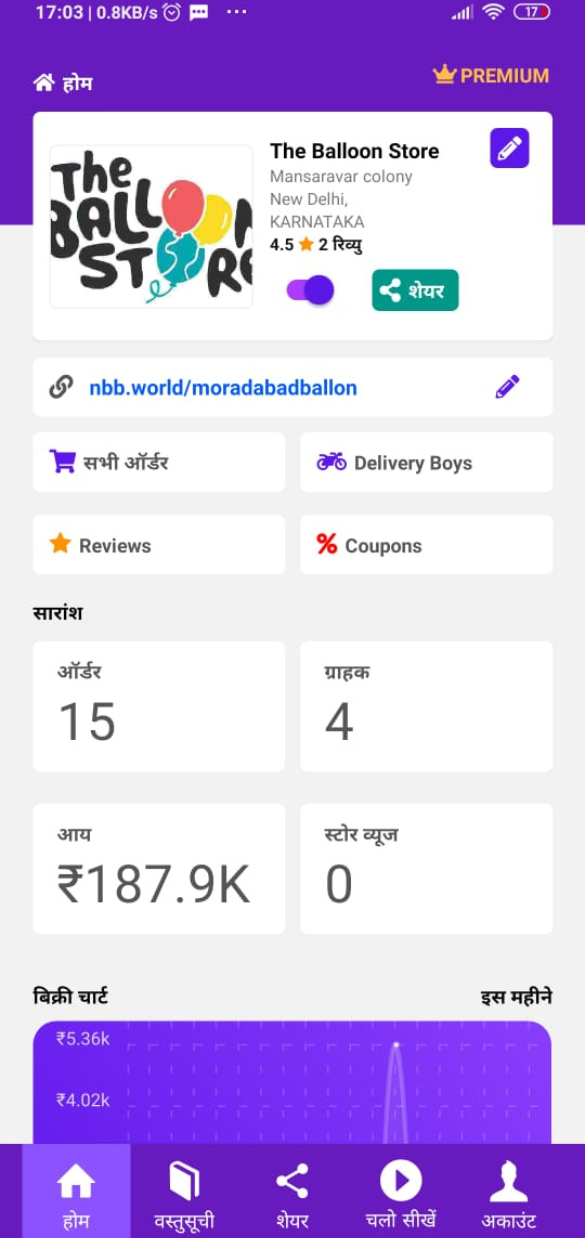 17:03 | 0.8KB/s ... 17
होम
PREMIUM
The BALLOON STORE
The Balloon Store
Mansaravar colony
New Delhi,
KARNATAKA
4.5 2 रिव्यु
शेयर
nbb.world/moradabadballon
सभी ऑर्डर
Delivery Boys
Reviews
% Coupons
सारांश
ऑर्डर
15
ग्राहक
4
आय
₹187.9K
स्टोर व्यूज
0
बिक्री चार्ट
इस महीने
₹5.36k
₹4.02k
होम
वस्तुसूची
शेयर
चलो सीखें
अकाउंट